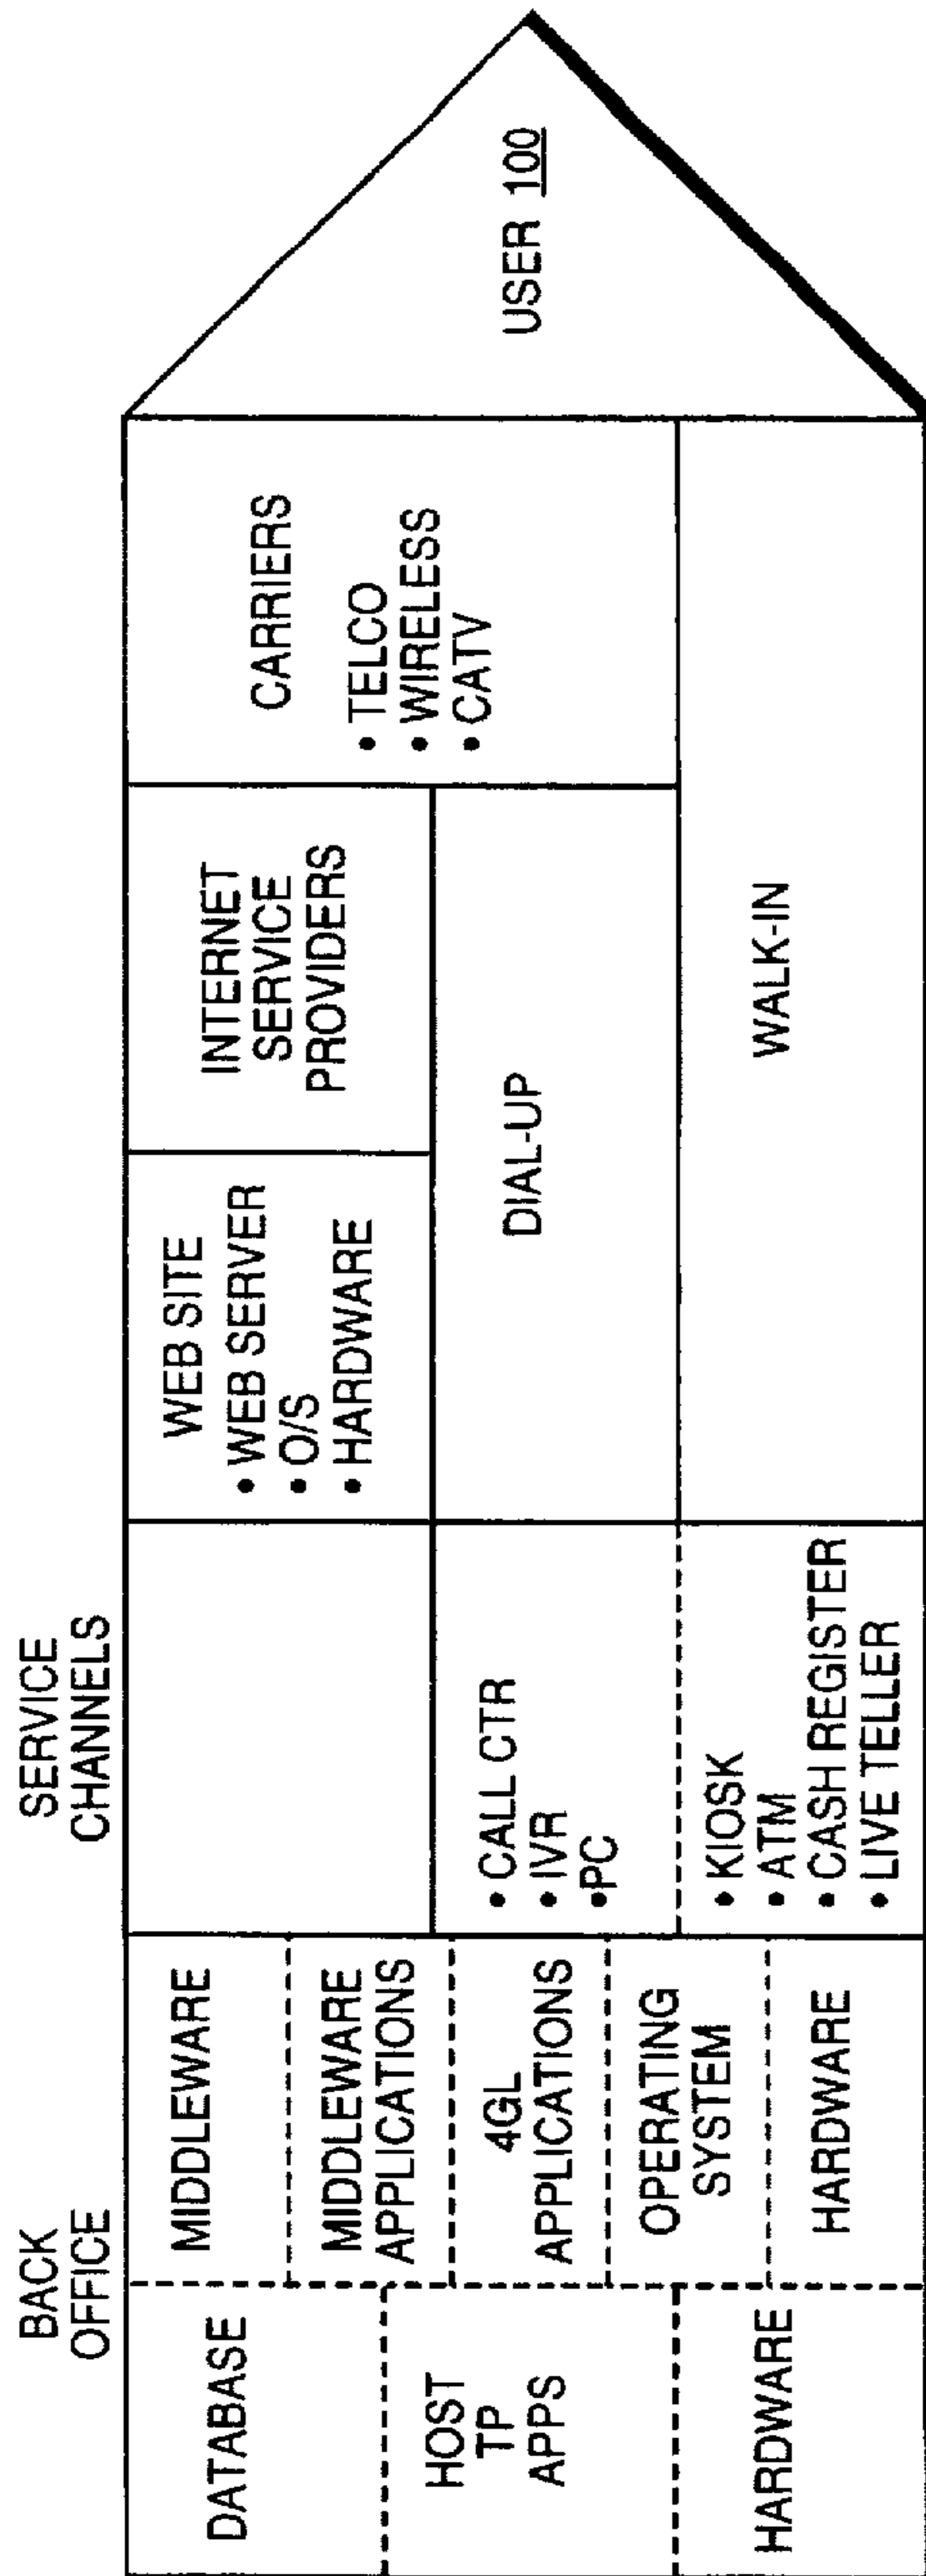 BACK
OFFICE
SERVICE
CHANNELS
DATABASE
HOST
TP
APPS
HARDWARE
MIDDLEWARE
MIDDLEWARE
APPLICATIONS
4GL
APPLICATIONS
OPERATING
SYSTEM
HARDWARE
• CALL CTR
• IVR
•PC
• KIOSK
• ATM
• CASH REGISTER
• LIVE TELLER
WEB SITE
• WEB SERVER
• O/S
• HARDWARE
INTERNET
SERVICE
PROVIDERS
DIAL-UP
WALK-IN
CARRIERS
• TELCO
• WIRELESS
• CATV
USER 100